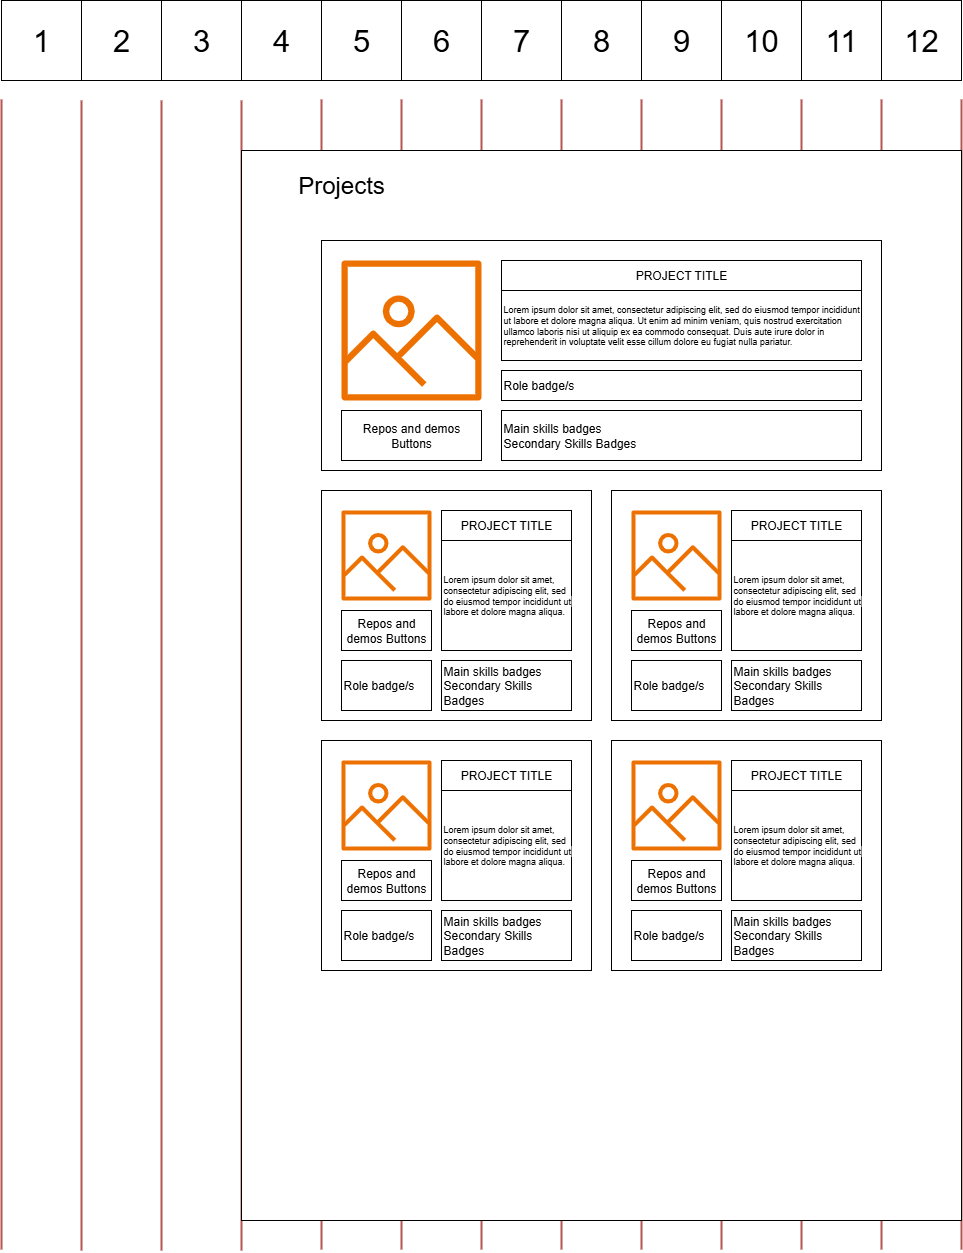 1 2 3 4 5 6 7 8 9 10 11 12
Projects
PROJECT TITLE
Lorem ipsum dolor sit amet, consectetur adipiscing elit, sed do eiusmod tempor incididunt
ut labore et dolore magna aliqua. Ut enim ad minim veniam, quis nostrud exercitation
ullamco laboris nisi ut aliquip ex ea commodo consequat. Duis aute irure dolor in
reprehenderit in voluptate velit esse cillum dolore eu fugiat nulla pariatur.
Role badge/s
Repos and demos
Buttons
Main skills badges
Secondary Skills Badges
PROJECT TITLE
Lorem ipsum dolor sit amet,
consectetur adipiscing elit, sed
do eiusmod tempor incididunt ut
labore et dolore magna aliqua.
Repos and
demos Buttons
Role badge/s
Main skills badges
Secondary Skills
Badges
PROJECT TITLE
Lorem ipsum dolor sit amet,
consectetur adipiscing elit, sed
do eiusmod tempor incididunt ut
labore et dolore magna aliqua.
Repos and
demos Buttons
Role badge/s
Main skills badges
Secondary Skills
Badges
PROJECT TITLE
Lorem ipsum dolor sit amet,
consectetur adipiscing elit, sed
do eiusmod tempor incididunt ut
labore et dolore magna aliqua.
Repos and
demos Buttons
Role badge/s
Main skills badges
Secondary Skills
Badges
PROJECT TITLE
Lorem ipsum dolor sit amet,
consectetur adipiscing elit, sed
do eiusmod tempor incididunt ut
labore et dolore magna aliqua.
Repos and
demos Buttons
Role badge/s
Main skills badges
Secondary Skills
Badges